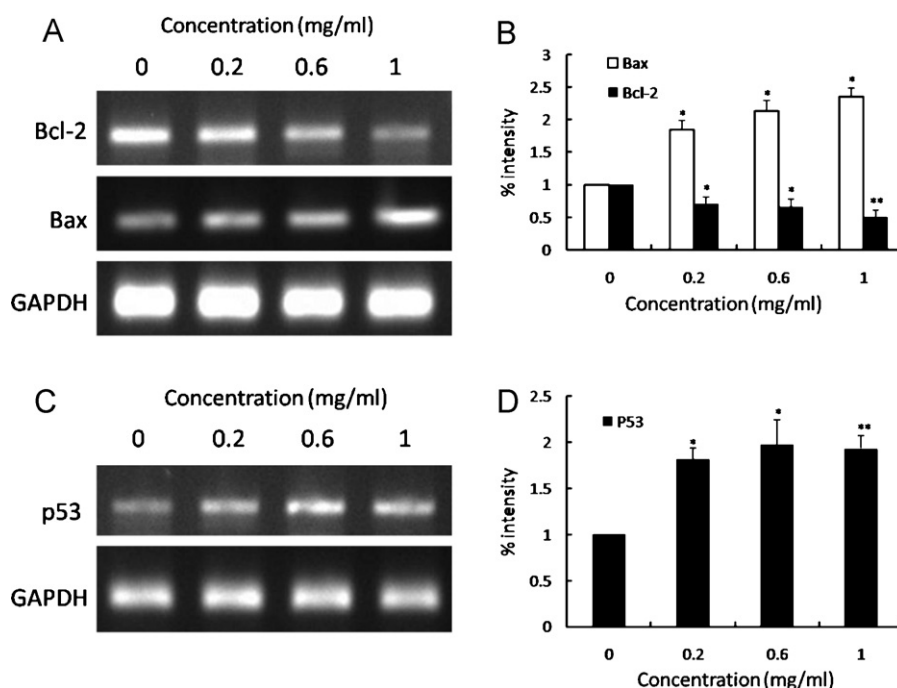 A
Concentration (mg/ml)
0 0.2 0.6 1
Bcl-2
Bax
GAPDH
B
3
2.5
2
1.5
1
0.5
0
% intensity
Bax
Bcl-2
* * * * * **
0 0.2 0.6 1
Concentration (mg/ml)
C
Concentration (mg/ml)
0 0.2 0.6 1
p53
GAPDH
D
2.5
2
1.5
1
0.5
0
% intensity
P53
* * **
0 0.2 0.6 1
Concentration (mg/ml)